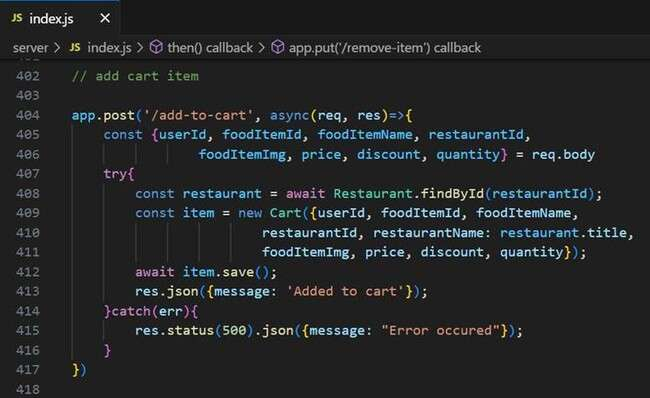 JS index.js ×
server > JS index.js > then() callback > app.put('/remove-item') callback
402 // add cart item
403
404 app.post('/add-to-cart', async(req, res)=>{
405 const {userId, foodItemId, foodItemName, restaurantId,
406 foodItemImg, price, discount, quantity} = req.body
407 try{
408 const restaurant = await Restaurant.findById(restaurantId);
409 const item = new Cart({userId, foodItemId, foodItemName,
410 restaurantId, restaurantName: restaurant.title,
411 foodItemImg, price, discount, quantity});
412 await item.save();
413 res.json({message: 'Added to cart'});
414 }catch(err){
415 res.status(500).json({message: "Error occured"});
416 }
417 })
418